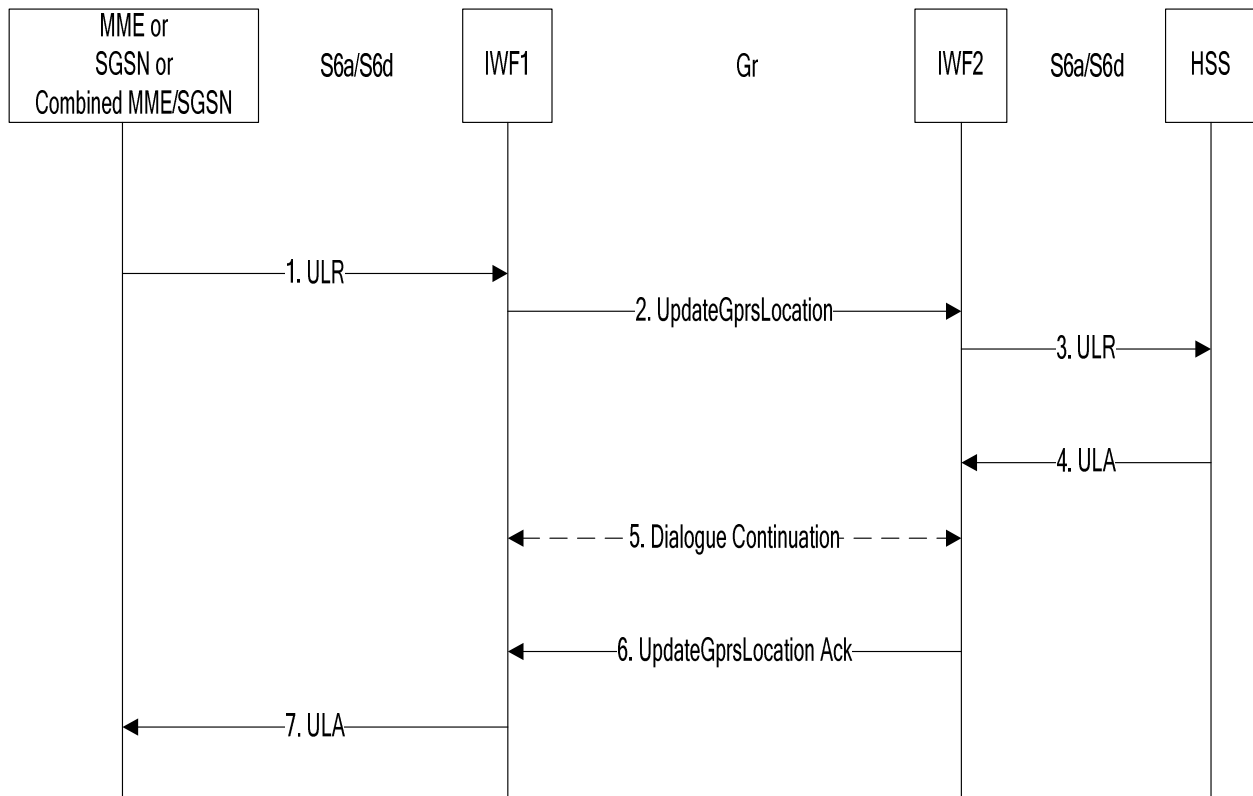 MME or
SGSN or
Combined MME/SGSN
S6a/S6d
IWF1
Gr
IWF2
S6a/S6d
HSS
1. ULR
2. UpdateGprsLocation
3. ULR
4. ULA
5. Dialogue Continuation
6. UpdateGprsLocation Ack
7. ULA